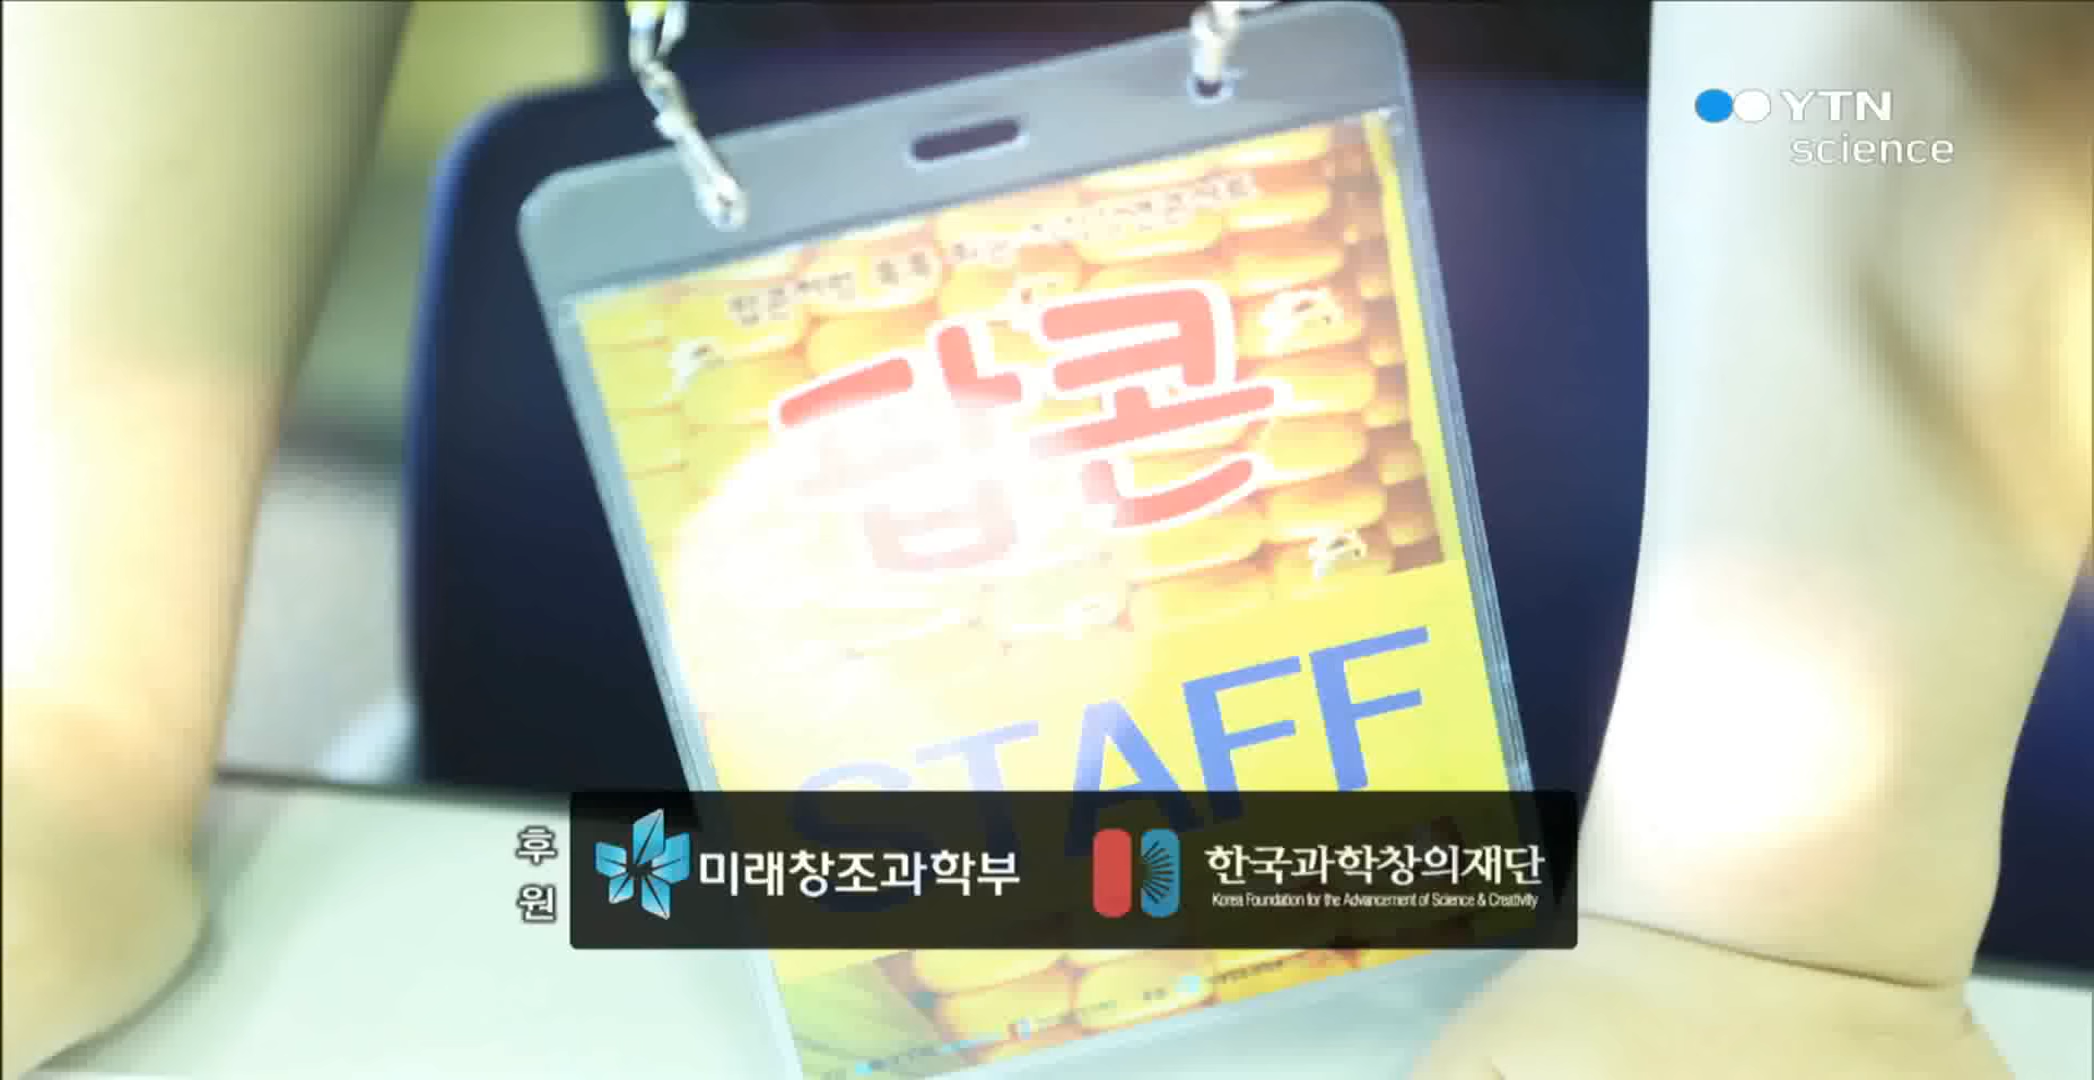 YTN
science
팝콘
STAFF
후원
미래창조과학부
한국과학창의재단
Korea Foundation for the Advancement of Science & Creativity